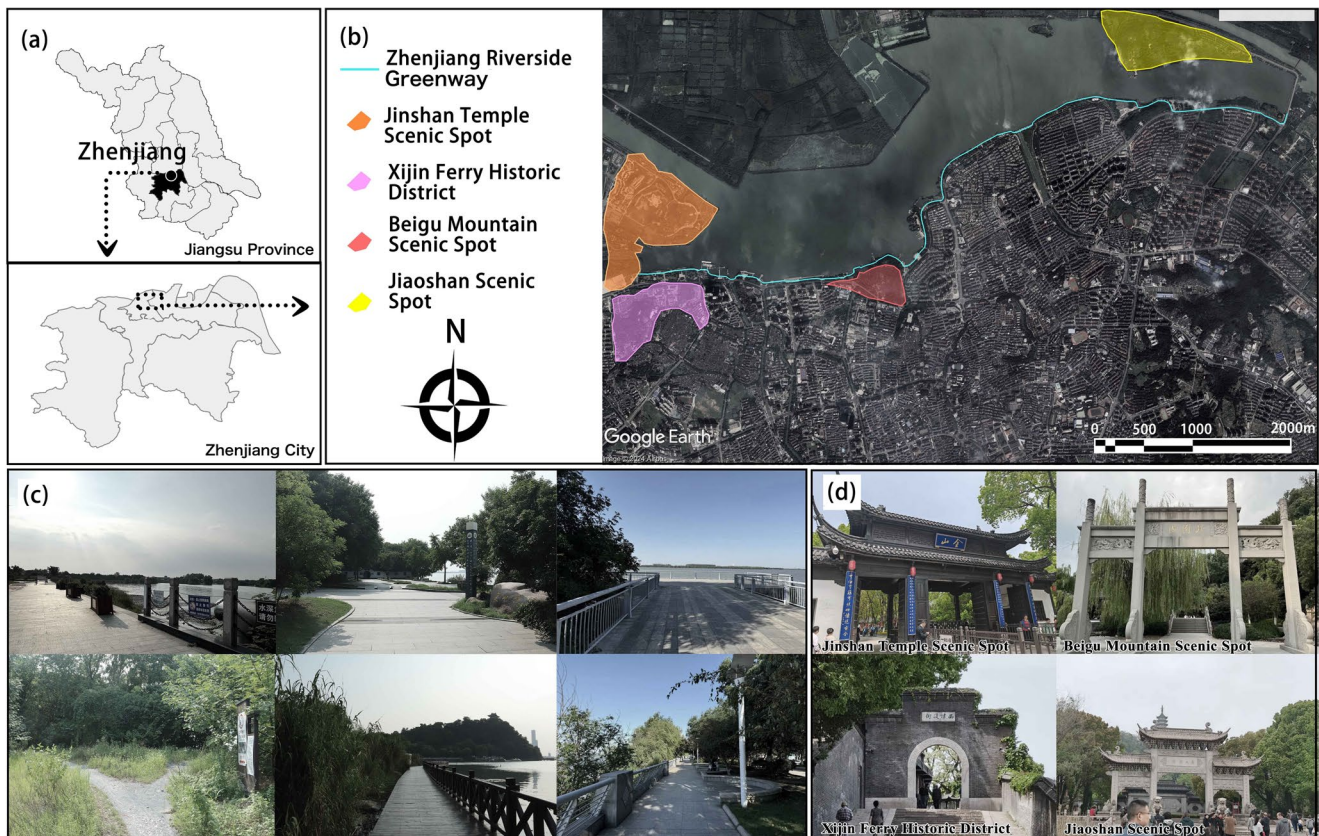 (a)
Zhenjiang
Jiangsu Province
Zhenjiang City
(b)
Zhenjiang Riverside
Greenway
Jinshan Temple
Scenic Spot
Xijin Ferry Historic
District
Beigu Mountain
Scenic Spot
Jiaoshan Scenic
Spot
N
Google Earth
0 500 1000 2000m
(c)
(d)
金山
Jinshan Temple Scenic Spot
Beigu Mountain Scenic Spot
Xijin Ferry Historic District
Jiaoshan Scenic Spot